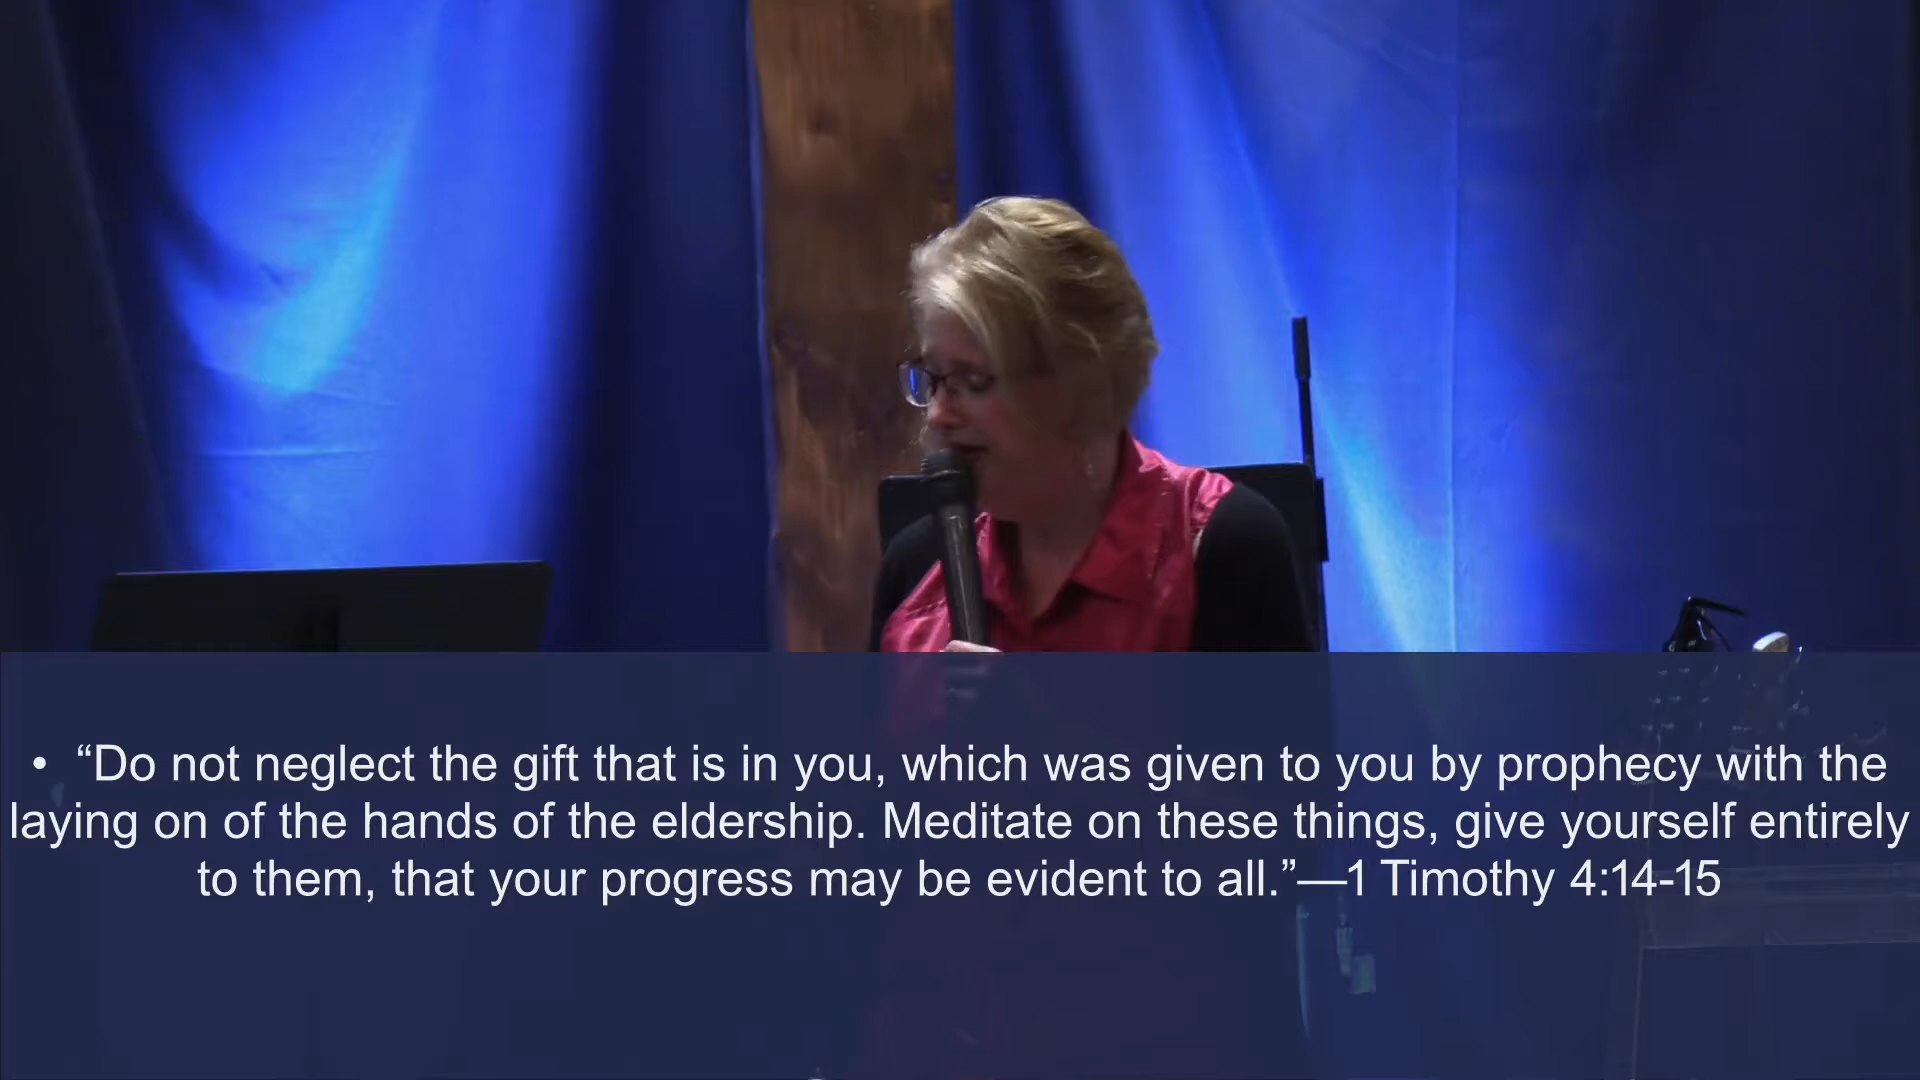 • “Do not neglect the gift that is in you, which was given to you by prophecy with the
laying on of the hands of the eldership. Meditate on these things, give yourself entirely
to them, that your progress may be evident to all.”—1 Timothy 4:14-15